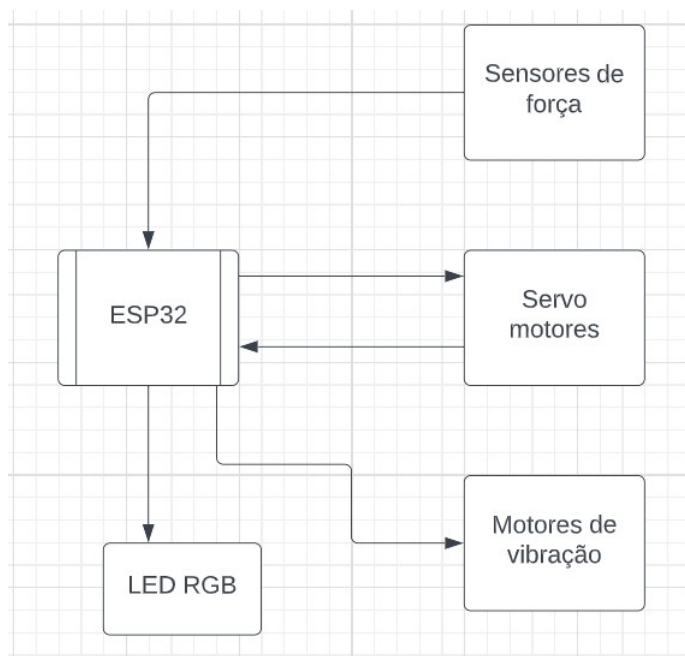 Sensores de
força
ESP32
Servo
motores
Motores de
vibração
LED RGB